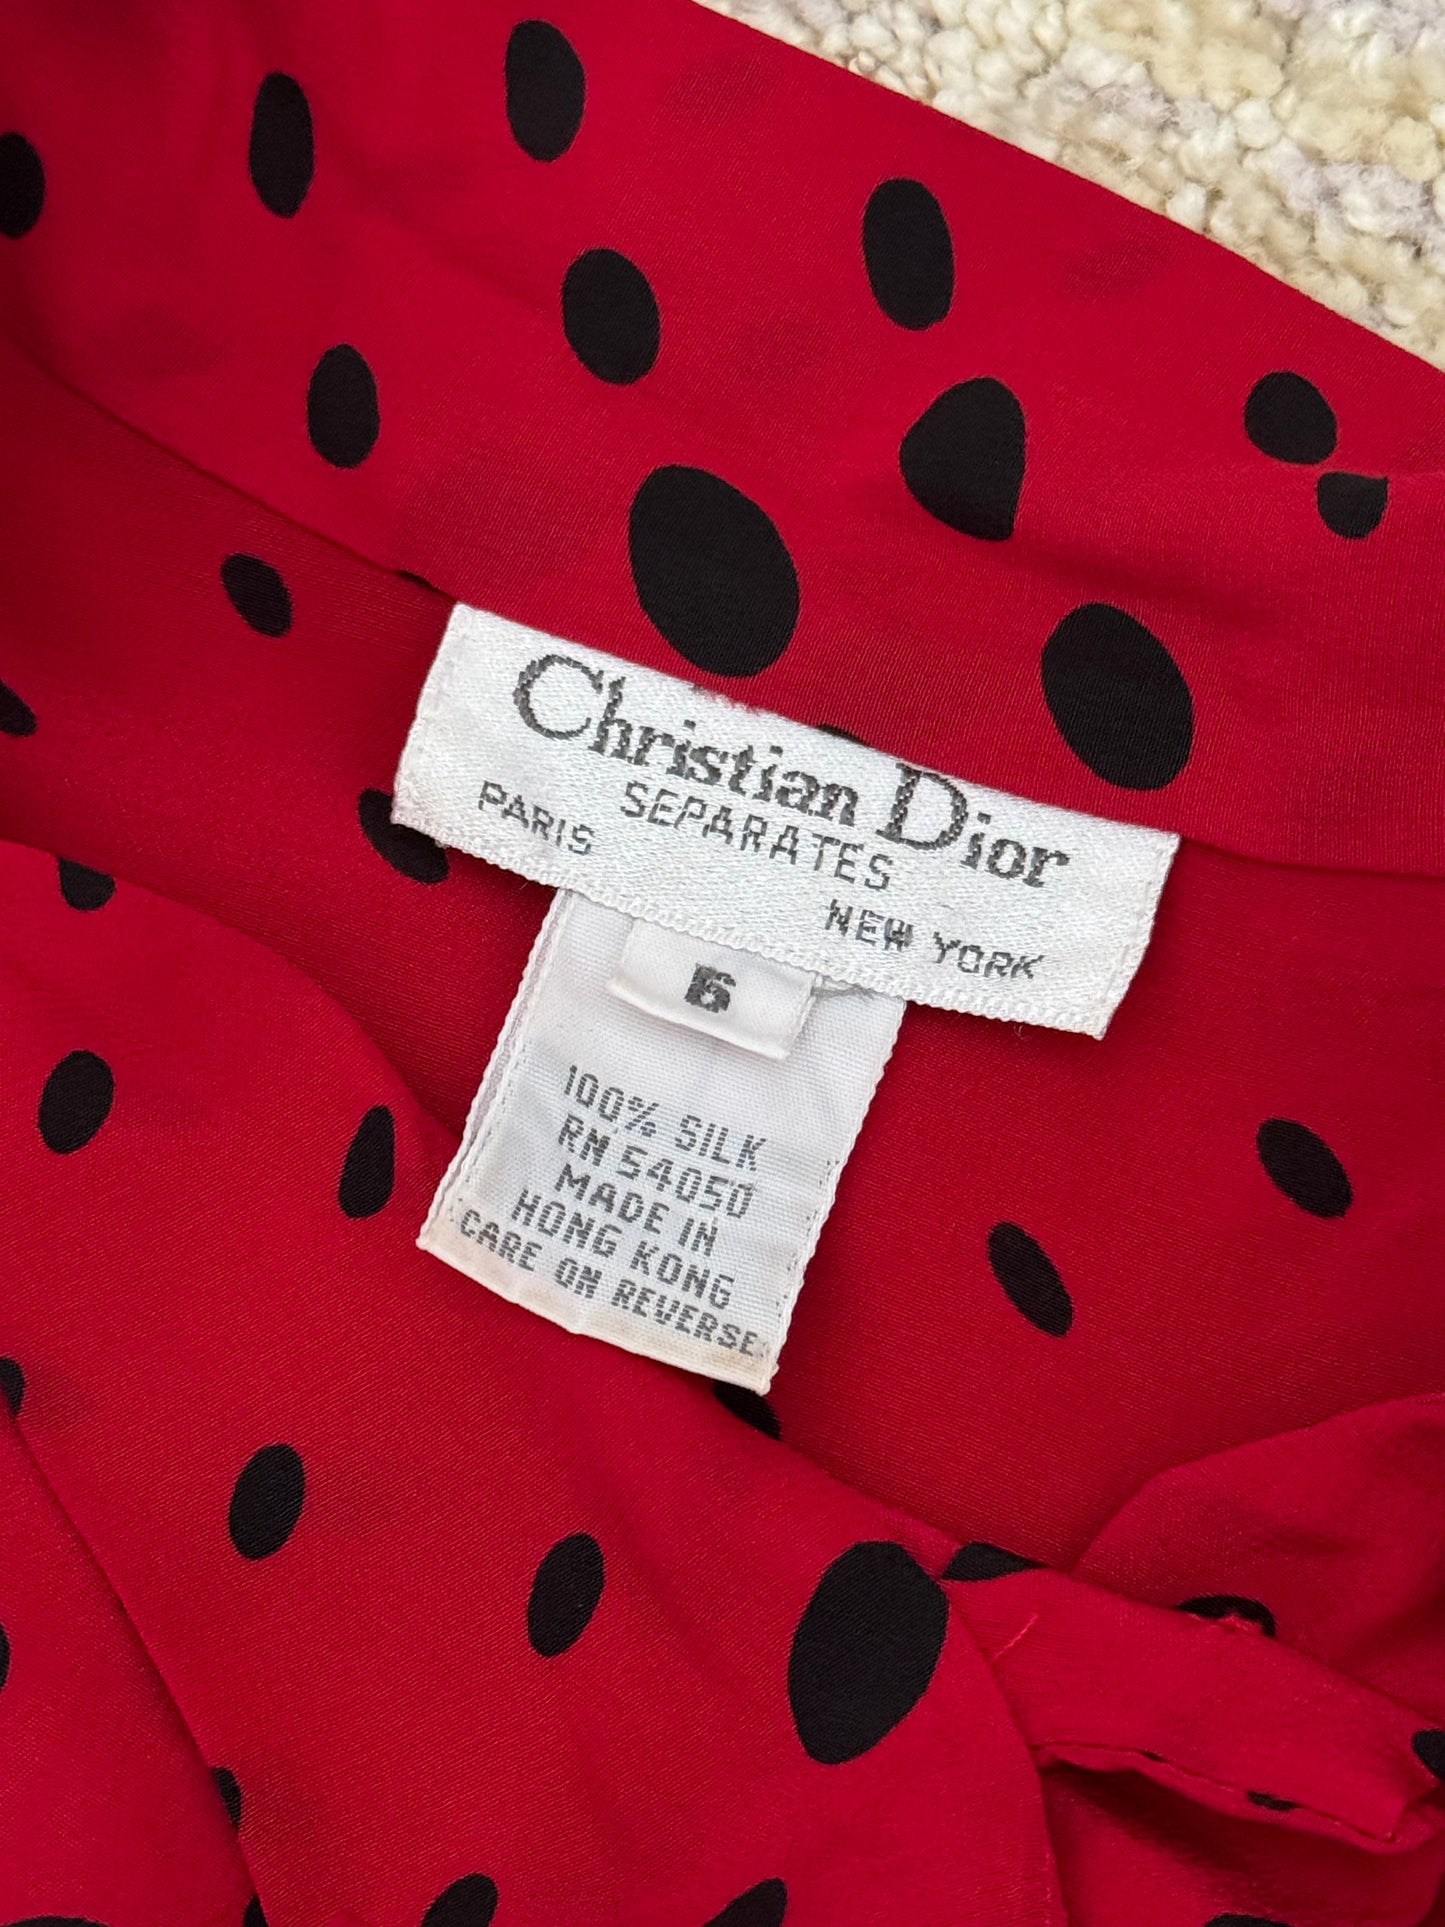 Christian Dior
SEPARATES
PARIS
NEW YORK
6
100% SILK
RN 54050
MADE IN
HONG KONG
CARE ON REVERSE